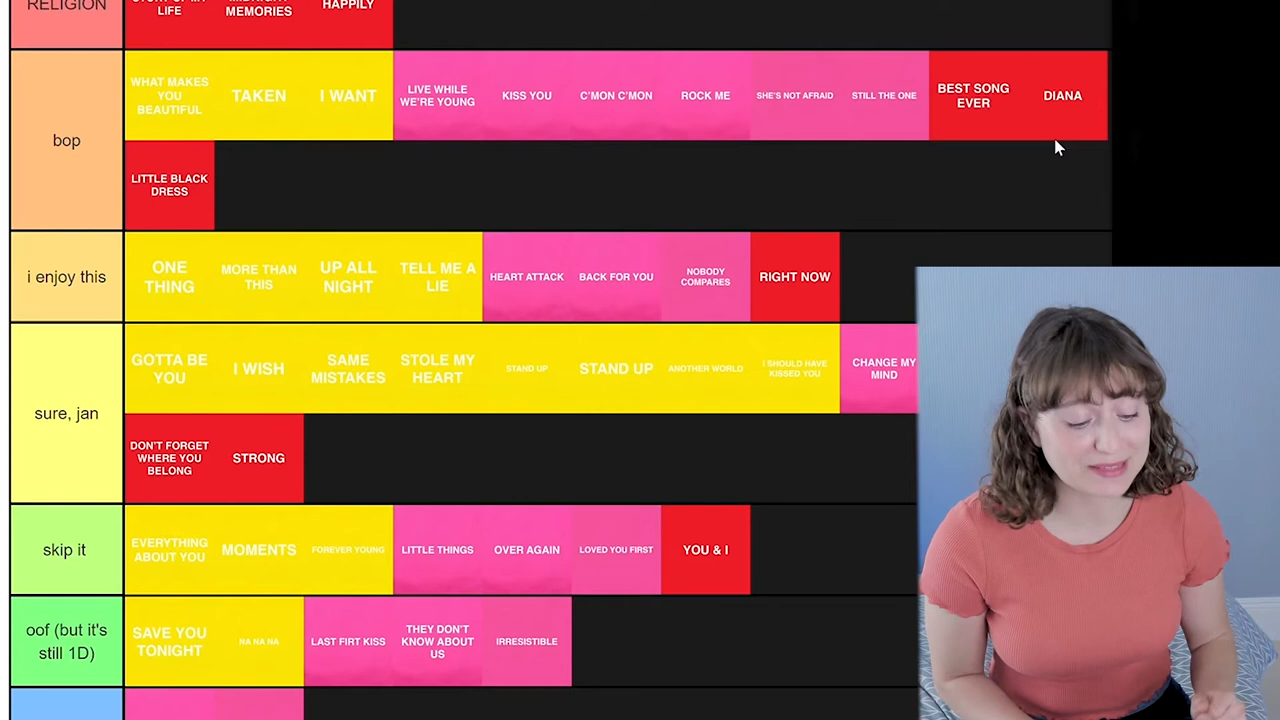 RELIGION
LIFE
MEMORIES
HAPPILY
bop
WHAT MAKES
YOU
BEAUTIFUL
TAKEN
I WANT
LIVE WHILE
WE'RE YOUNG
KISS YOU
C'MON C'MON
ROCK ME
SHE'S NOT AFRAID
STILL THE ONE
BEST SONG
EVER
DIANA
LITTLE BLACK
DRESS
i enjoy this
ONE
THING
MORE THAN
THIS
UP ALL
NIGHT
TELL ME A
LIE
HEART ATTACK
BACK FOR YOU
NOBODY
COMPARES
RIGHT NOW
sure, jan
GOTTA BE
YOU
I WISH
SAME
MISTAKES
STOLE MY
HEART
STAND UP
STAND UP
ANOTHER WORLD
I SHOULD HAVE
KISSED YOU
CHANGE MY
MIND
DON'T FORGET
WHERE YOU
BELONG
STRONG
skip it
EVERYTHING
ABOUT YOU
MOMENTS
FOREVER YOUNG
LITTLE THINGS
OVER AGAIN
LOVED YOU FIRST
YOU & I
oof (but it's
still 1D)
SAVE YOU
TONIGHT
NA NA NA
LAST FIRT KISS
THEY DON'T
KNOW ABOUT
US
IRRESISTIBLE